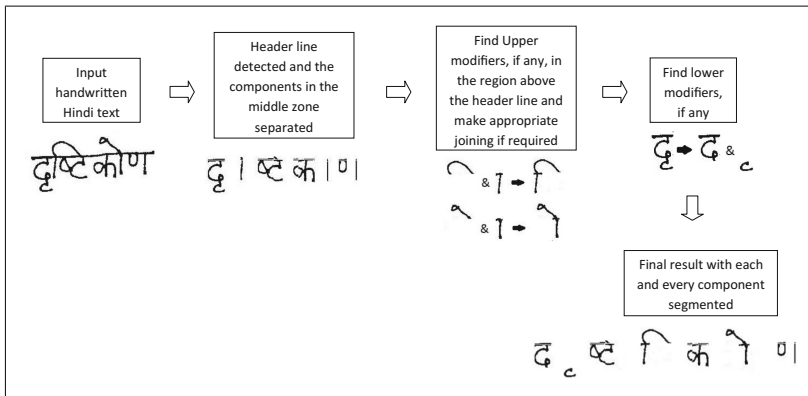 Input
handwritten
Hindi text
दृष्टिकोण
Header line
detected and the
components in the
middle zone
separated
दृ । ष्ट क ा ण
Find Upper
modifiers, if any, in
the region above
the header line and
make appropriate
joining if required
& ा ि
& ा ो
Find lower
modifiers,
if any
दृ द & ृ
Final result with each
and every component
segmented
द ृ ष्ट ि क ो ण